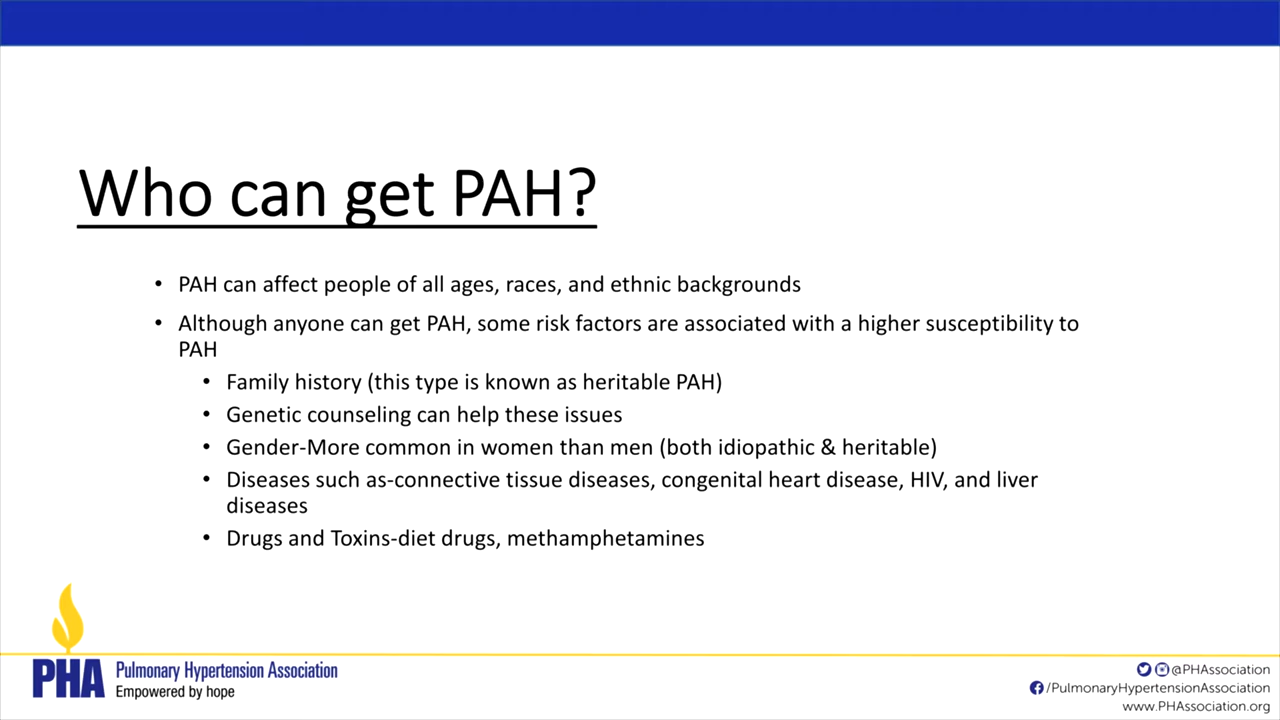 Who can get PAH?
• PAH can affect people of all ages, races, and ethnic backgrounds
• Although anyone can get PAH, some risk factors are associated with a higher susceptibility to
PAH
• Family history (this type is known as heritable PAH)
• Genetic counseling can help these issues
• Gender-More common in women than men (both idiopathic & heritable)
• Diseases such as-connective tissue diseases, congenital heart disease, HIV, and liver
diseases
• Drugs and Toxins-diet drugs, methamphetamines
PHA
Pulmonary Hypertension Association
Empowered by hope
@PHAssociation
/PulmonaryHypertensionAssociation
www.PHAssociation.org